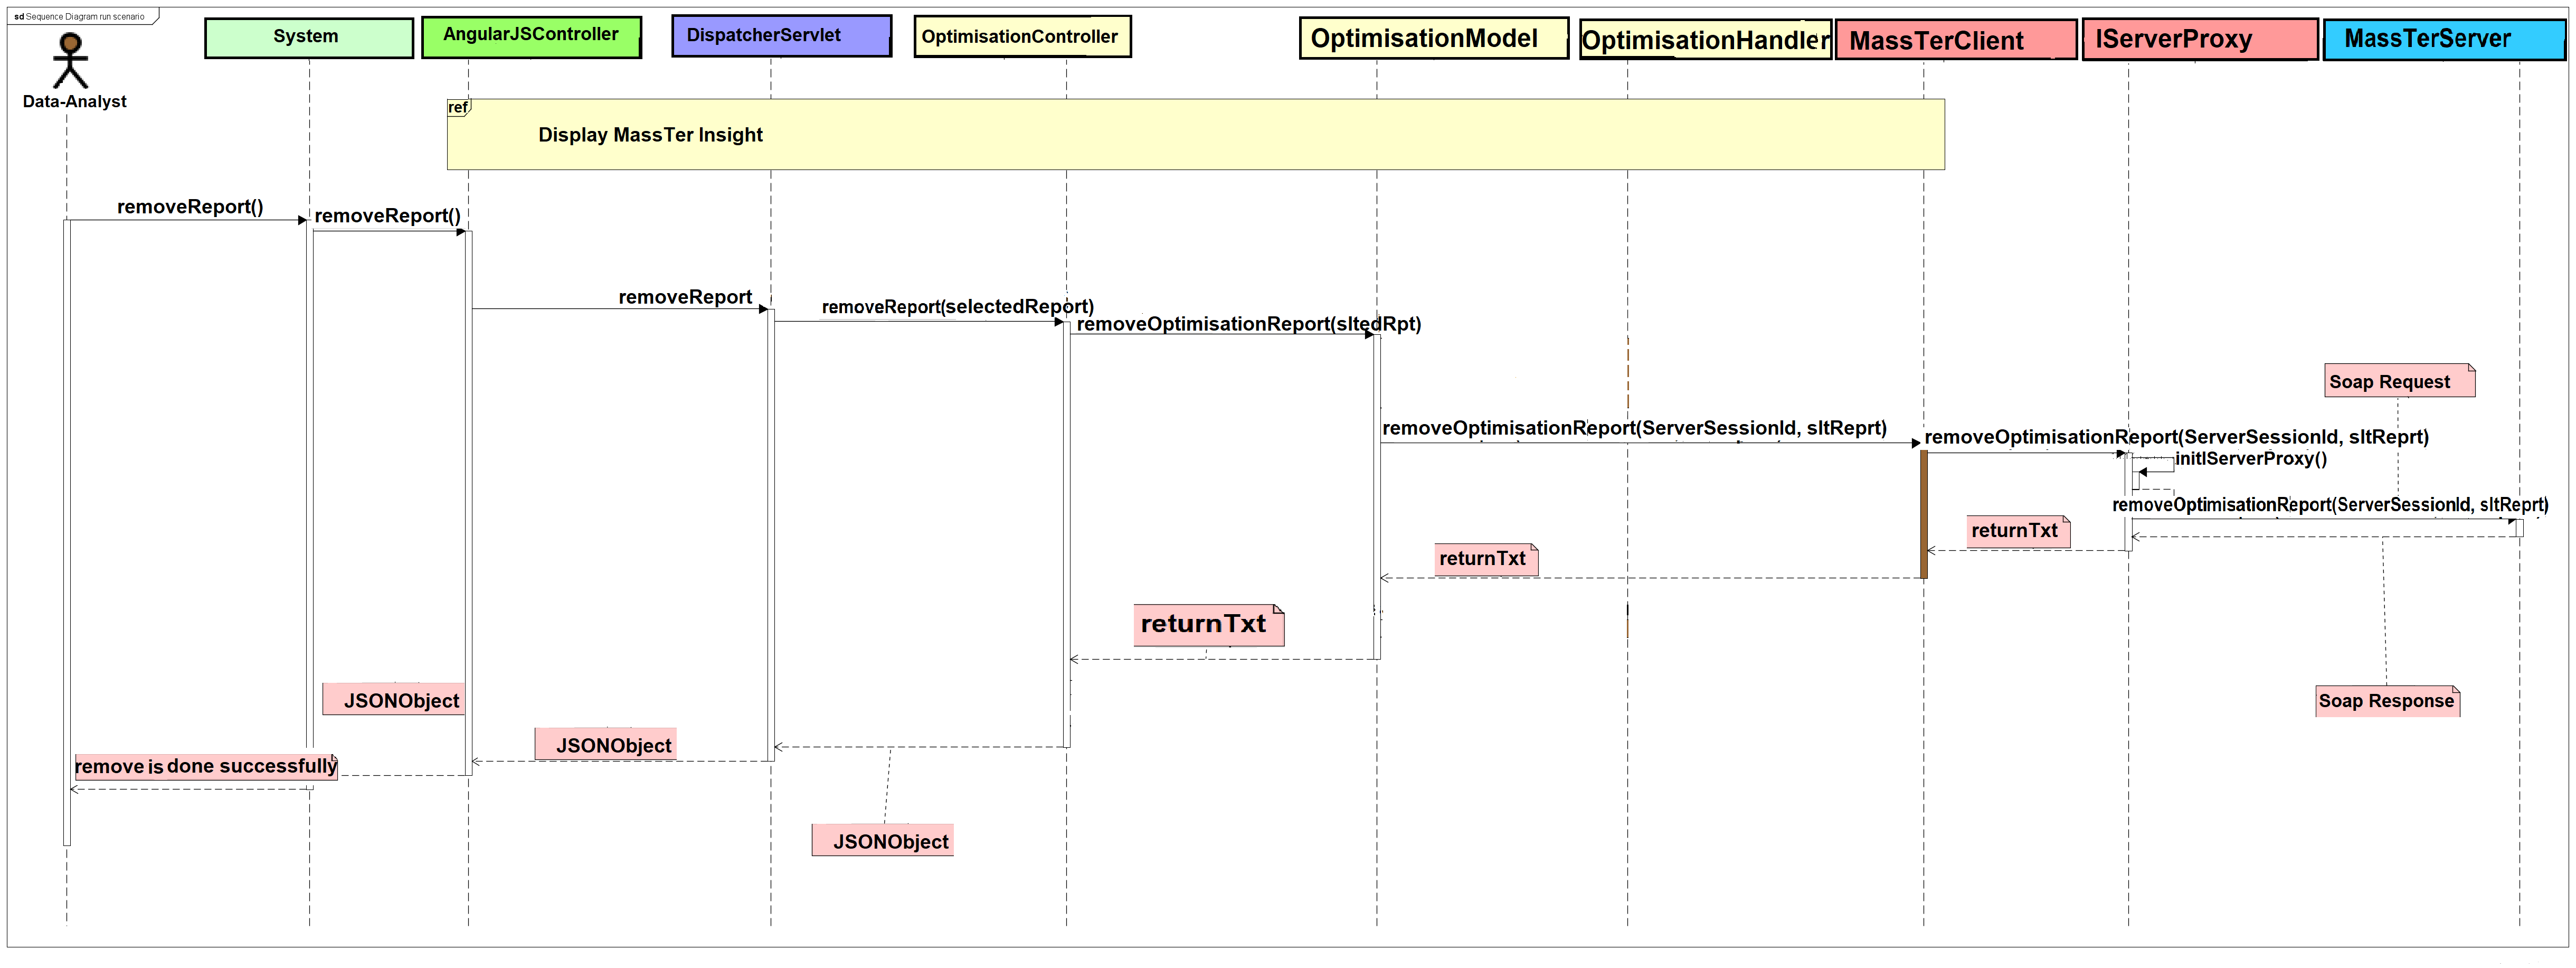 sd Sequence Diagram run scenario
System
AngularJSController
DispatcherServlet
OptimisationController
OptimisationModel
OptimisationHandler
MassTerClient
IServerProxy
MassTerServer
Data-Analyst
ref
Display MassTer Insight
removeReport()
removeReport()
removeReport
removeReport(selectedReport)
removeOptimisationReport(sltedRpt)
Soap Request
removeOptimisationReport(ServerSessionId, sltReprt)
removeOptimisationReport(ServerSessionId, sltReprt)
initIServerProxy()
removeOptimisationReport(ServerSessionId, sltReprt)
returnTxt
returnTxt
returnTxt
JSONObject
Soap Response
JSONObject
remove is done successfully
JSONObject